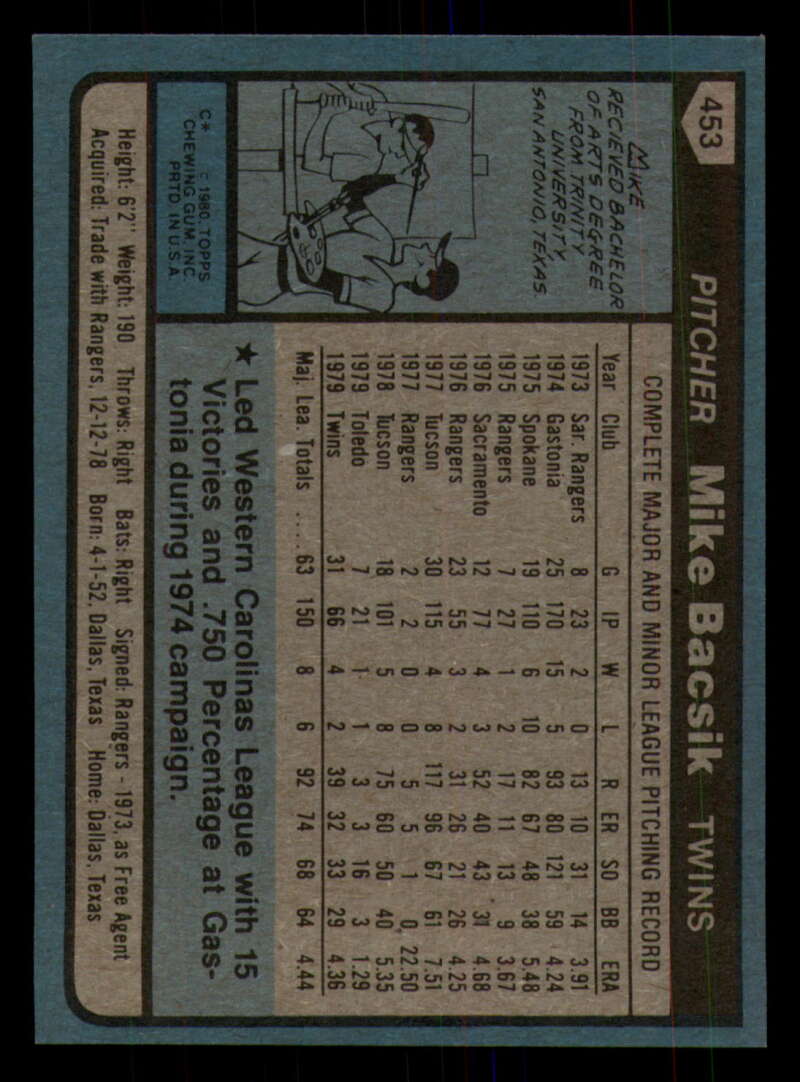 453
PITCHER Mike Bacsik TWINS
MIKE
RECIEVED BACHELOR
OF ARTS DEGREE
FROM TRINITY
UNIVERSITY,
SAN ANTONIO, TEXAS.
C* © 1980 TOPPS
CHEWING GUM, INC.
PRTD. IN U.S.A.
COMPLETE MAJOR AND MINOR LEAGUE PITCHING RECORD
Year Club G IP W L R ER SO BB ERA
1973 Sar. Rangers 8 23 2 0 13 10 31 14 3.91
1974 Gastonia 25 170 15 5 93 80 121 59 4.24
1975 Spokane 19 110 6 10 82 67 48 38 5.48
1975 Rangers 7 27 1 2 17 11 13 9 3.67
1976 Sacramento 12 77 4 3 52 40 43 31 4.68
1976 Rangers 23 55 3 2 31 26 21 26 4.25
1977 Tucson 30 115 4 8 117 96 67 61 7.51
1977 Rangers 2 2 0 0 5 5 1 0 22.50
1978 Tucson 18 101 5 8 75 60 50 40 5.35
1979 Toledo 7 21 1 1 3 3 16 3 1.29
1979 Twins 31 66 4 2 39 32 33 29 4.36
Maj. Lea. Totals .... 63 150 8 6 92 74 68 64 4.44
★ Led Western Carolinas League with 15
Victories and .750 Percentage at Gas-
tonia during 1974 campaign.
Height: 6'2" Weight: 190 Throws: Right Bats: Right Signed: Rangers - 1973, as Free Agent
Acquired: Trade with Rangers, 12-12-78 Born: 4-1-52, Dallas, Texas Home: Dallas, Texas